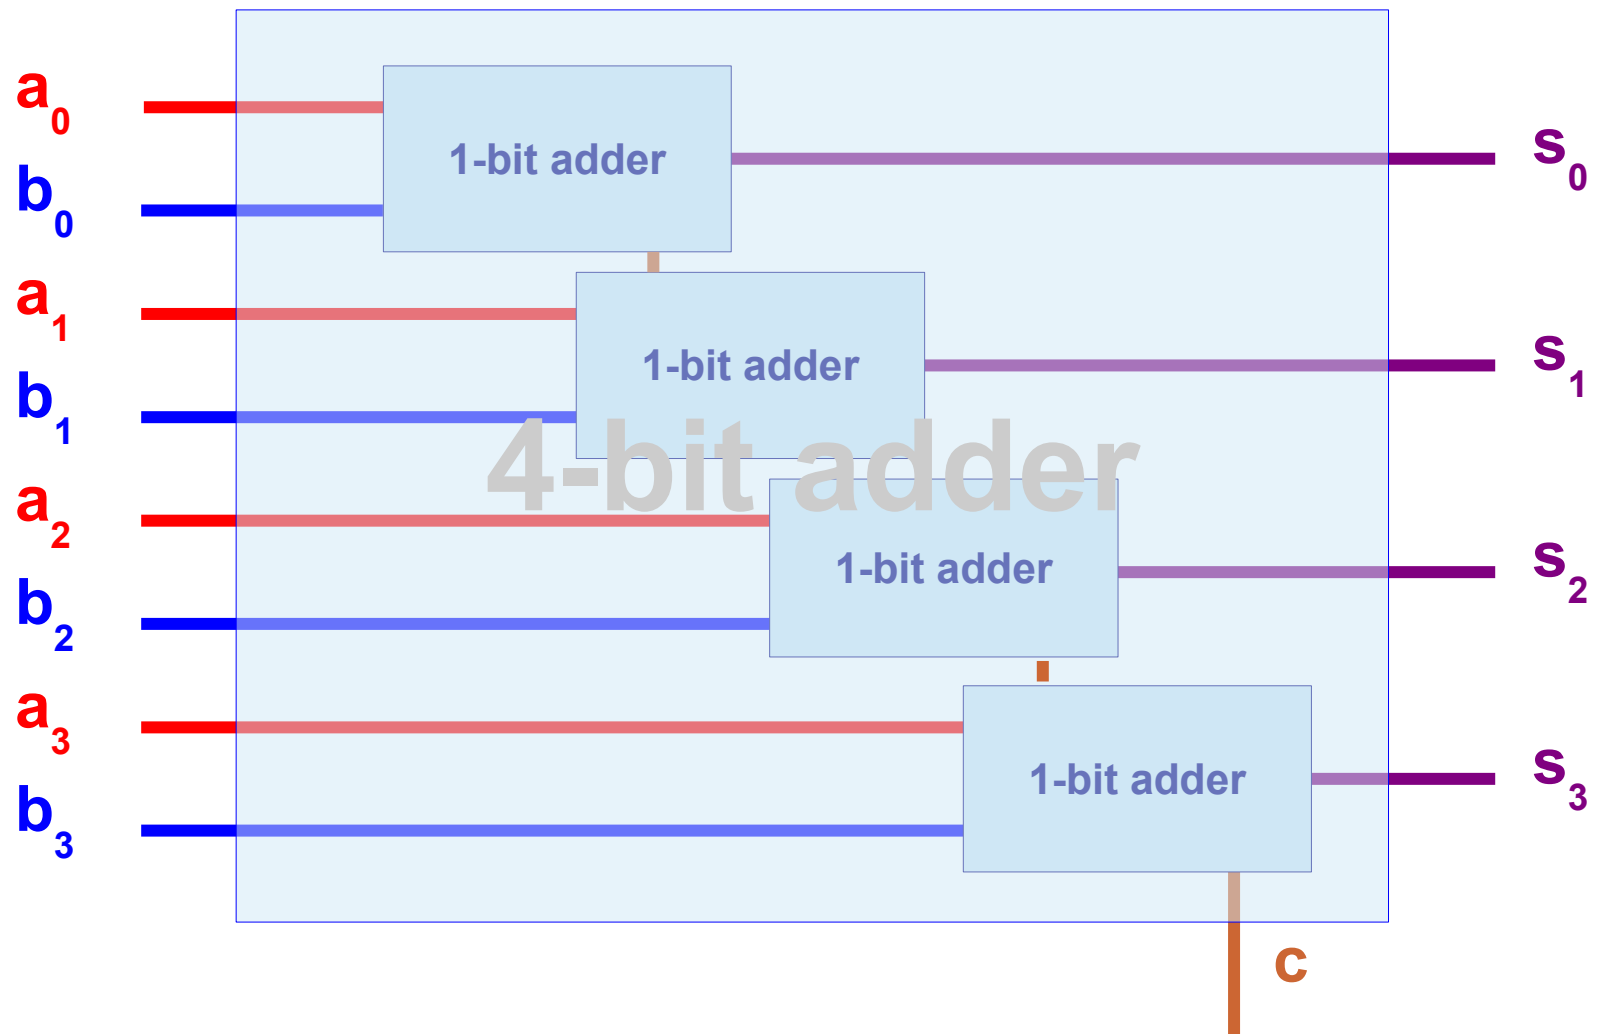 a0
1-bit adder
s0
b0
a1
1-bit adder
s1
b1
4-bit adder
a2
1-bit adder
s2
b2
a3
1-bit adder
s3
b3
c